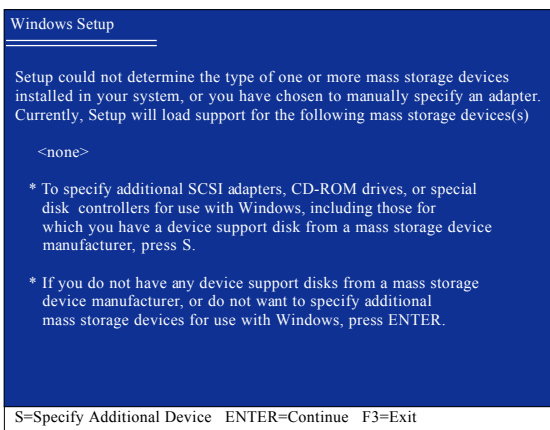 Windows Setup
Setup could not determine the type of one or more mass storage devices
installed in your system, or you have chosen to manually specify an adapter.
Currently, Setup will load support for the following mass storage devices(s)
<none>
* To specify additional SCSI adapters, CD-ROM drives, or special
disk controllers for use with Windows, including those for
which you have a device support disk from a mass storage device
manufacturer, press S.
* If you do not have any device support disks from a mass storage
device manufacturer, or do not want to specify additional
mass storage devices for use with Windows, press ENTER.
S=Specify Additional Device ENTER=Continue F3=Exit